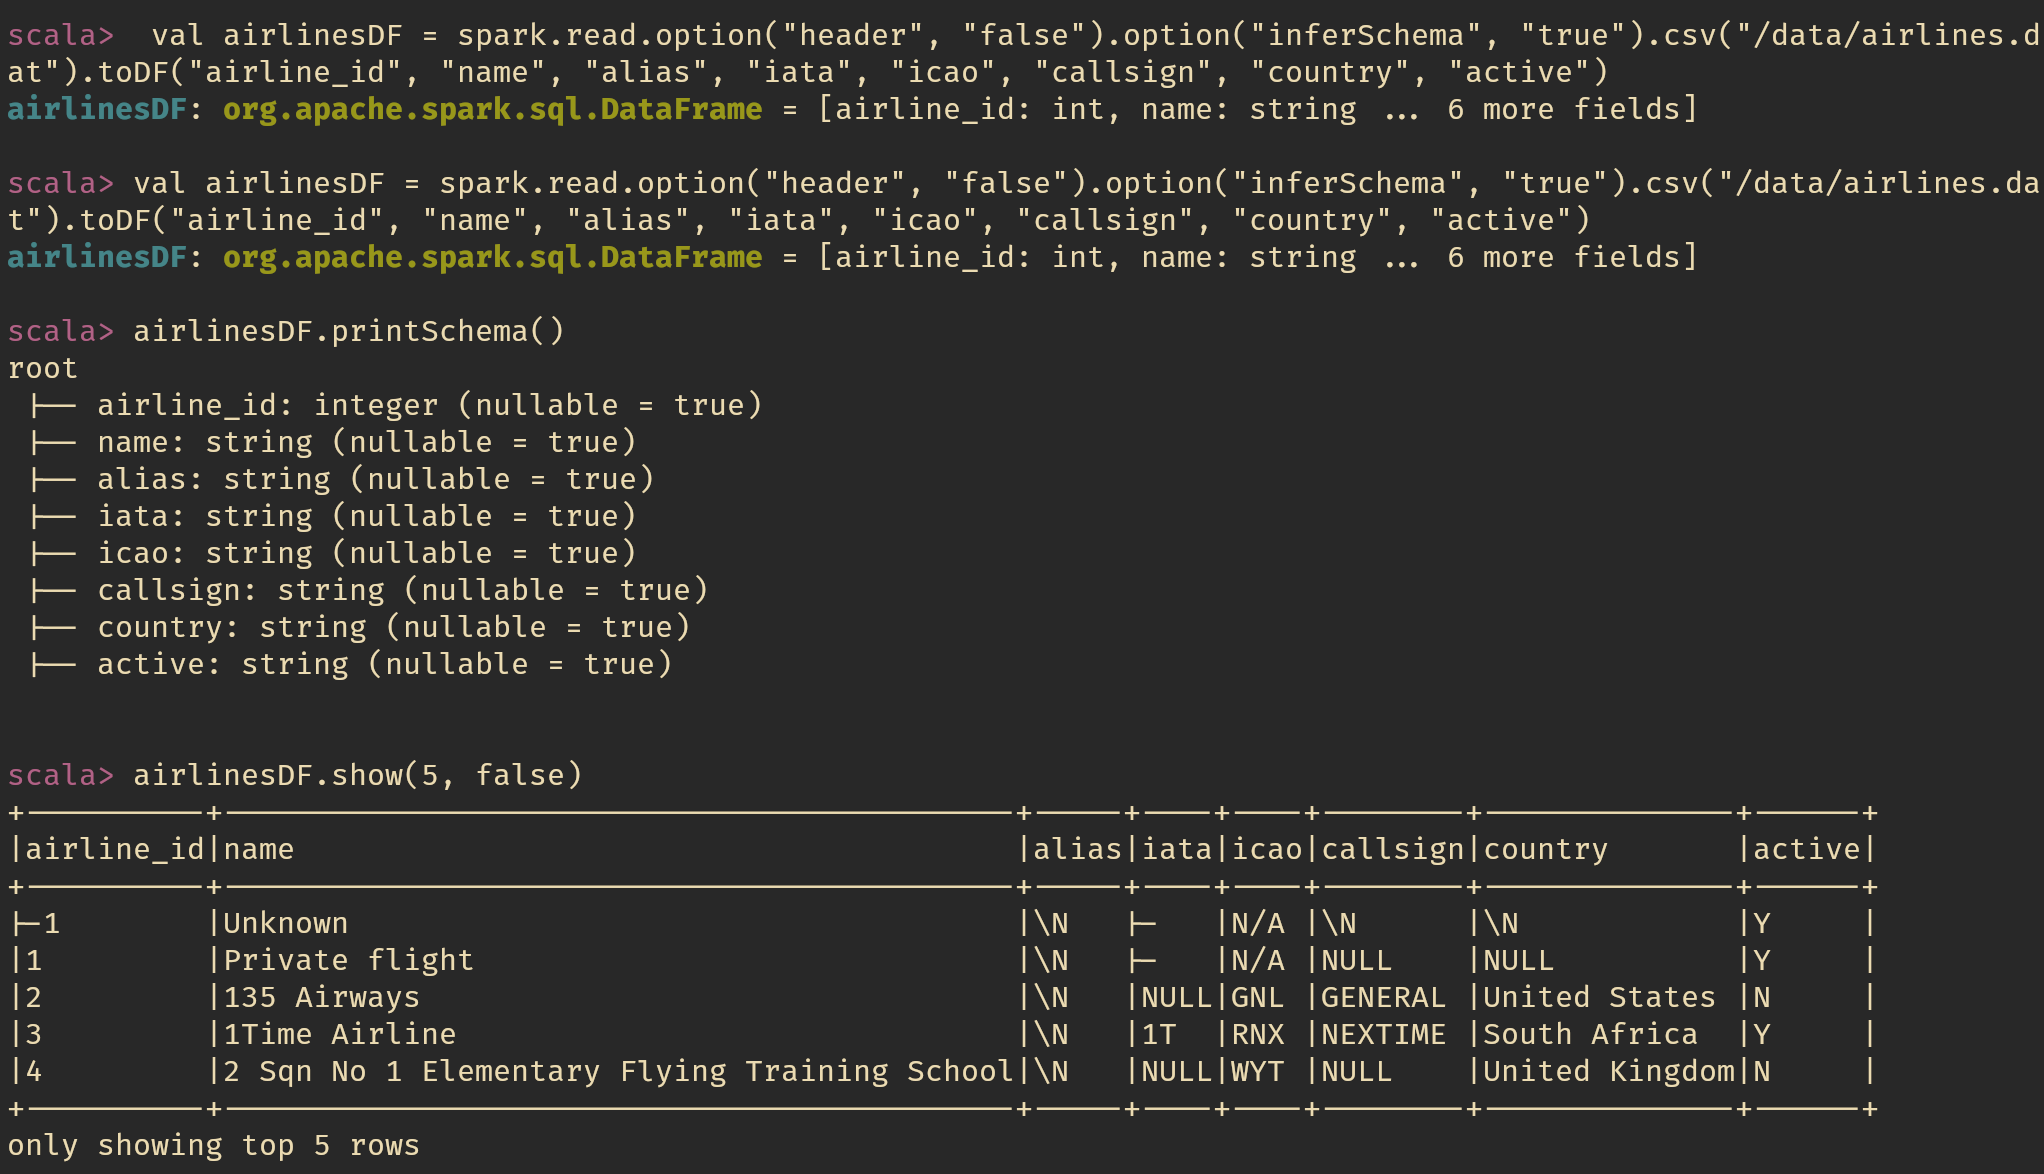 scala>  val airlinesDF = spark.read.option("header", "false").option("inferSchema", "true").csv("/data/airlines.d
at").toDF("airline_id", "name", "alias", "iata", "icao", "callsign", "country", "active")
airlinesDF: org.apache.spark.sql.DataFrame = [airline_id: int, name: string ... 6 more fields]
scala> val airlinesDF = spark.read.option("header", "false").option("inferSchema", "true").csv("/data/airlines.da
t").toDF("airline_id", "name", "alias", "iata", "icao", "callsign", "country", "active")
airlinesDF: org.apache.spark.sql.DataFrame = [airline_id: int, name: string ... 6 more fields]
scala> airlinesDF.printSchema()
root
 |-- airline_id: integer (nullable = true)
 |-- name: string (nullable = true)
 |-- alias: string (nullable = true)
 |-- iata: string (nullable = true)
 |-- icao: string (nullable = true)
 |-- callsign: string (nullable = true)
 |-- country: string (nullable = true)
 |-- active: string (nullable = true)
scala> airlinesDF.show(5, false)
+----------+--------------------------------------------+-----+----+----+--------+--------------+------+
|airline_id|name                                        |alias|iata|icao|callsign|country       |active|
+----------+--------------------------------------------+-----+----+----+--------+--------------+------+
|-1        |Unknown                                     |\N   |-   |N/A |\N      |\N            |Y     |
|1         |Private flight                              |\N   |-   |N/A |NULL    |NULL          |Y     |
|2         |135 Airways                                 |\N   |NULL|GNL |GENERAL |United States |N     |
|3         |1Time Airline                               |\N   |1T  |RNX |NEXTIME |South Africa  |Y     |
|4         |2 Sqn No 1 Elementary Flying Training School|\N   |NULL|WYT |NULL    |United Kingdom|N     |
+----------+--------------------------------------------+-----+----+----+--------+--------------+------+
only showing top 5 rows